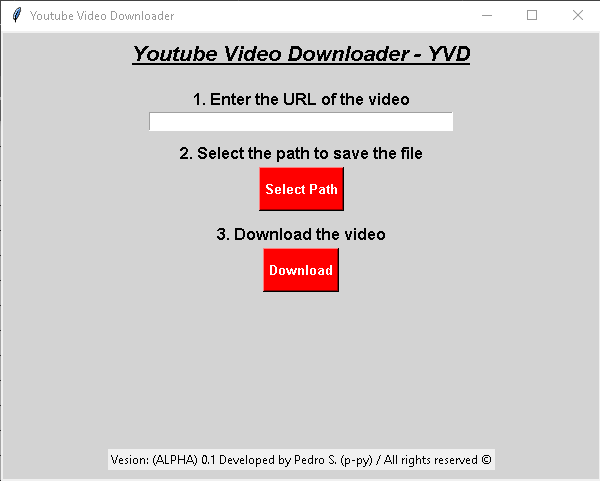 Youtube Video Downloader
Youtube Video Downloader - YVD
1. Enter the URL of the video
2. Select the path to save the file
Select Path
3. Download the video
Download
Vesion: (ALPHA) 0.1 Developed by Pedro S. (p-py) / All rights reserved ©